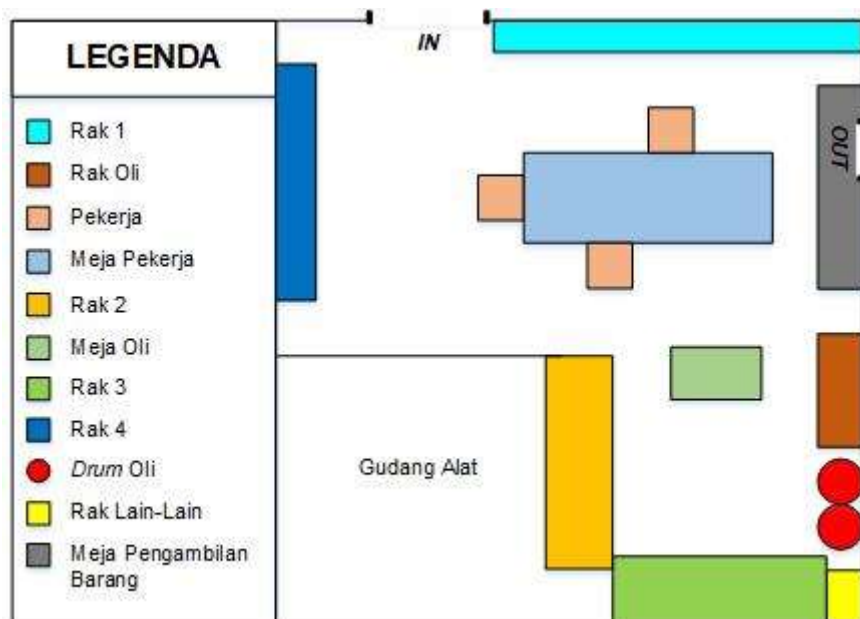 LEGENDA
Rak 1
Rak Oli
Pekerja
Meja Pekerja
Rak 2
Meja Oli
Rak 3
Rak 4
Drum Oli
Rak Lain-Lain
Meja Pengambilan
Barang
IN
OUT
Gudang Alat